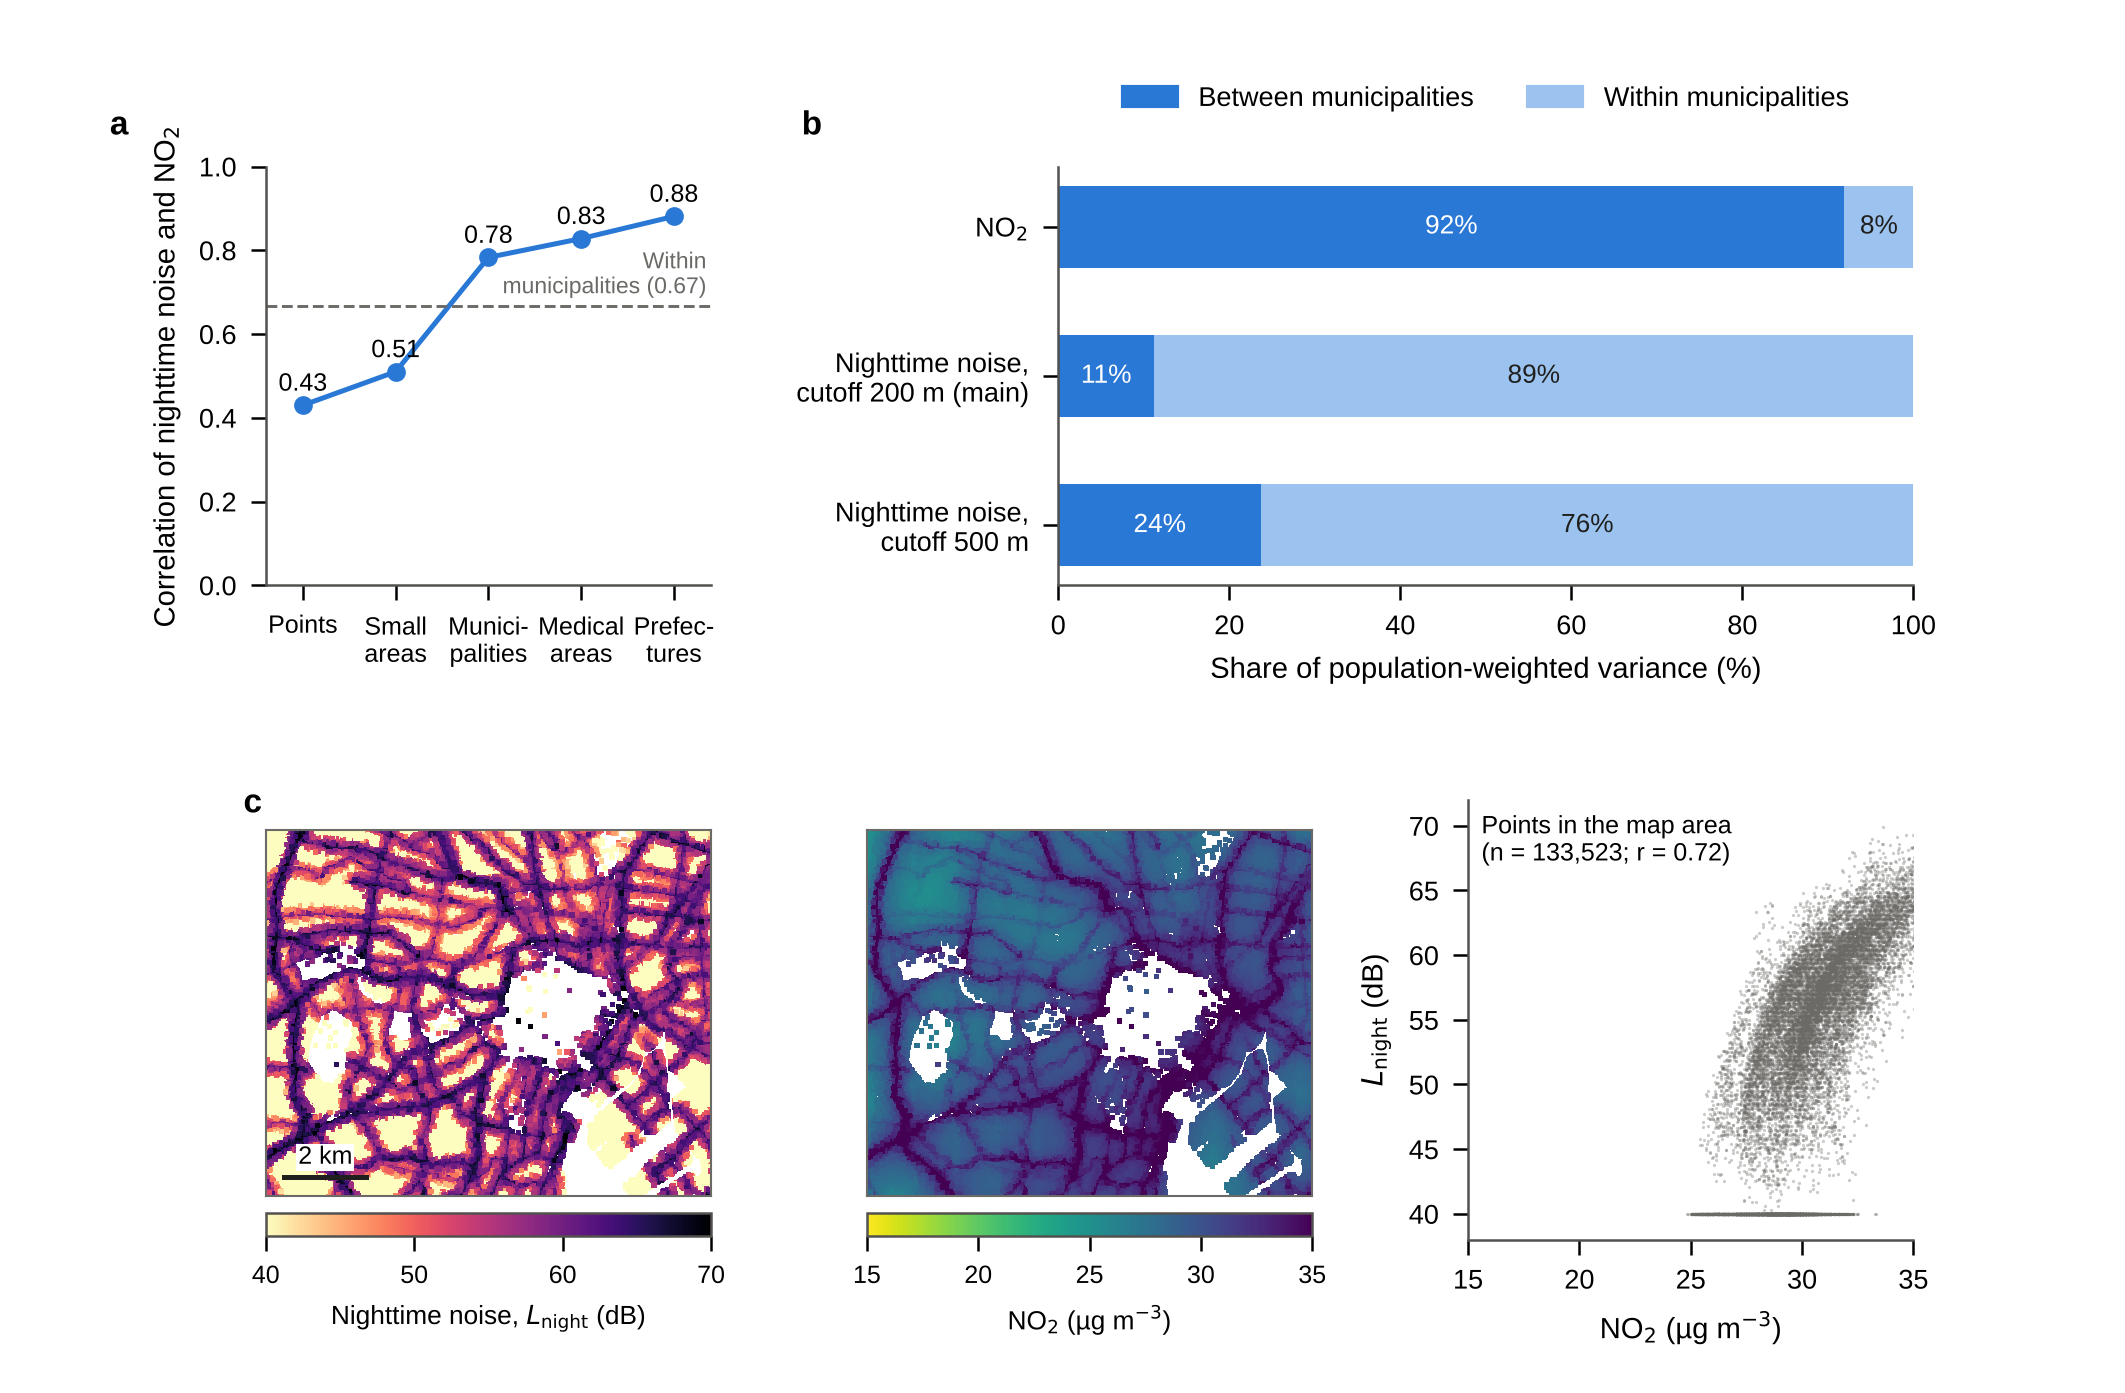 a
Correlation of nighttime noise and NO₂
1.0
0.8
0.6
0.4
0.2
0.0
0.43
0.51
0.78
0.83
0.88
Within
municipalities (0.67)
Points
Small
areas
Munici-
palities
Medical
areas
Prefec-
tures
b
Between municipalities
Within municipalities
NO₂
92%
8%
Nighttime noise,
cutoff 200 m (main)
11%
89%
Nighttime noise,
cutoff 500 m
24%
76%
0 20 40 60 80 100
Share of population-weighted variance (%)
c
2 km
40 50 60 70
Nighttime noise, Lnight (dB)
15 20 25 30 35
NO₂ (µg m⁻³)
Lnight (dB)
70
65
60
55
50
45
40
Points in the map area
(n = 133,523; r = 0.72)
15 20 25 30 35
NO₂ (µg m⁻³)